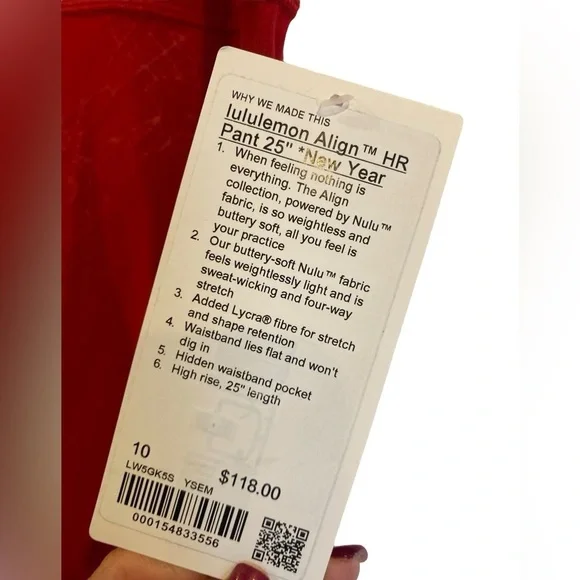 WHY WE MADE THIS
lululemon Align™ HR
Pant 25" *New Year
1. When feeling nothing is
everything. The Align
collection, powered by Nulu™
fabric, is so weightless and
buttery soft, all you feel is
your practice
2. Our buttery-soft Nulu™ fabric
feels weightlessly light and is
sweat-wicking and four-way
stretch
3. Added Lycra® fibre for stretch
and shape retention
4. Waistband lies flat and won't
dig in
5. Hidden waistband pocket
6. High rise, 25" length
10
LW5GK5S YSEM
$118.00
000154833556